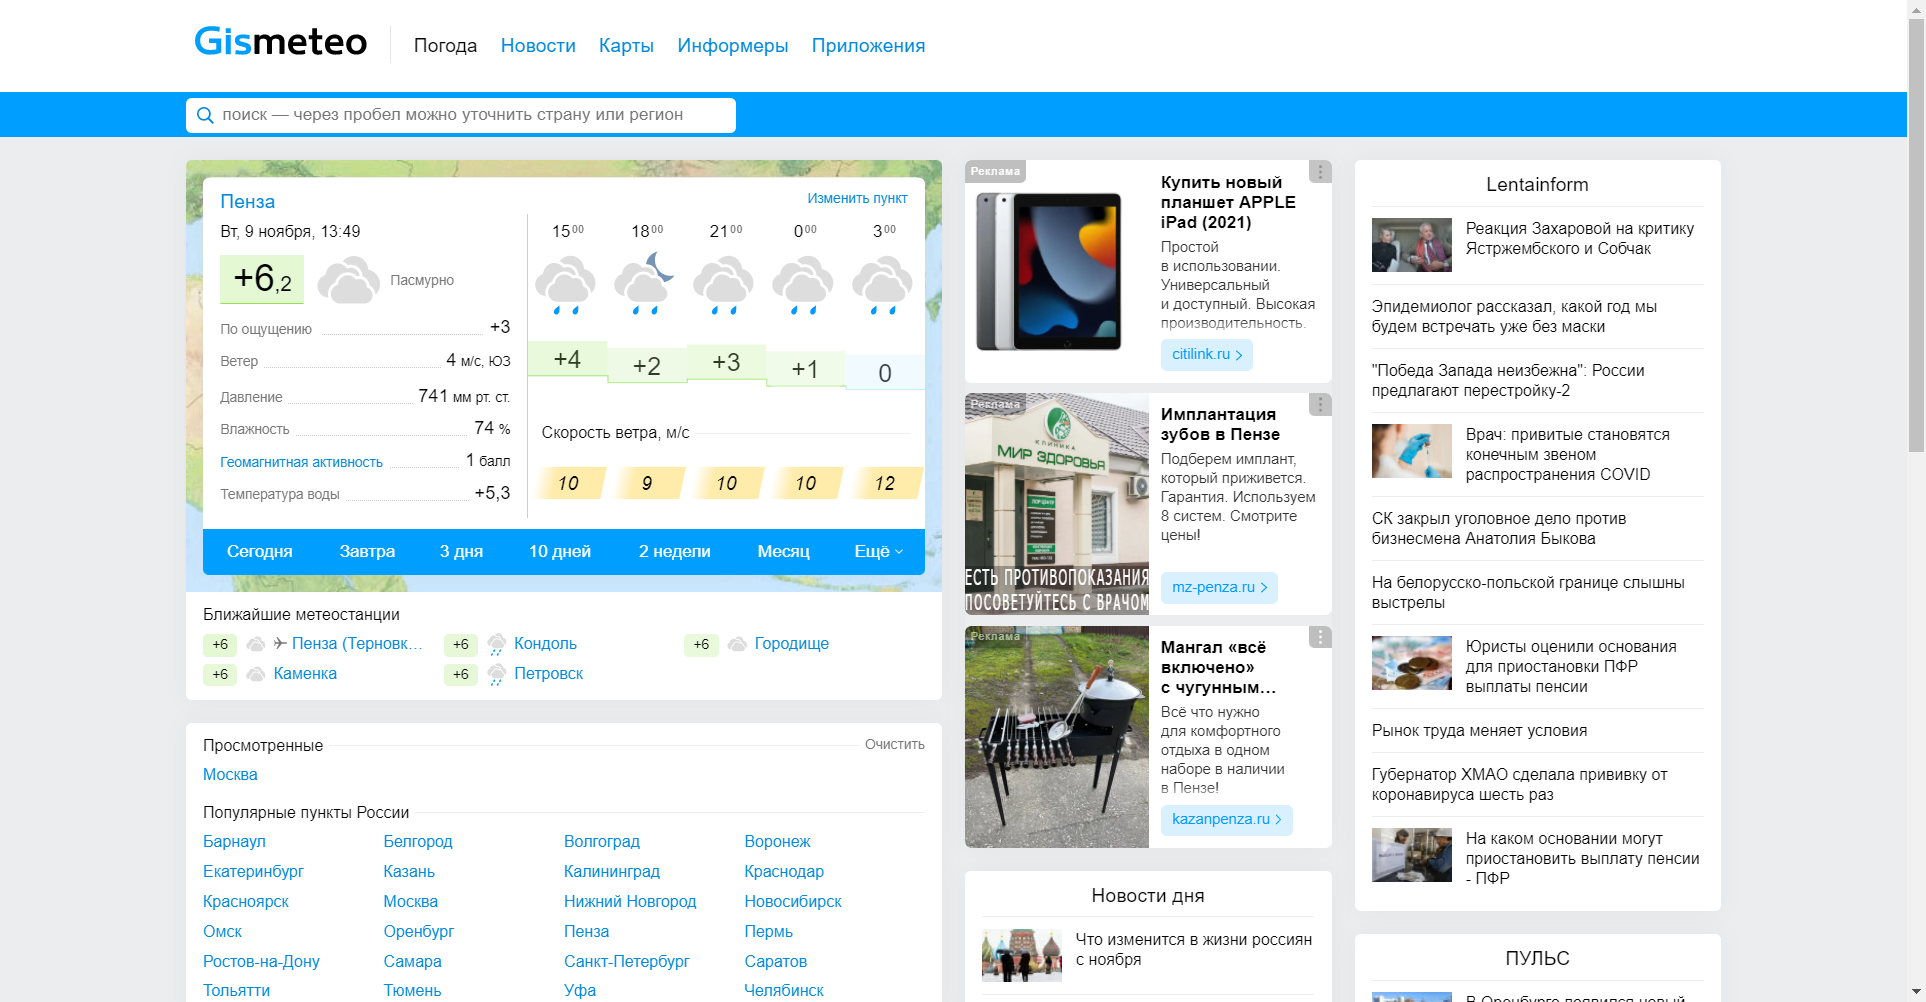 Gismeteo
Погода Новости Карты Информеры Приложения
поиск — через пробел можно уточнить страну или регион
Пенза
Изменить пункт
Вт, 9 ноября, 13:49
+6,2
Пасмурно
По ощущению +3
Ветер 4 м/с, ЮЗ
Давление 741 мм рт. ст.
Влажность 74 %
Геомагнитная активность 1 балл
Температура воды +5,3
15 00 18 00 21 00 0 00 3 00
+4 +2 +3 +1 0
Скорость ветра, м/с
10 9 10 10 12
Сегодня Завтра 3 дня 10 дней 2 недели Месяц Ещё
Ближайшие метеостанции
+6 Пенза (Терновк... +6 Кондоль +6 Городище
+6 Каменка +6 Петровск
Просмотренные Очистить
Москва
Популярные пункты России
Барнаул Белгород Волгоград Воронеж
Екатеринбург Казань Калининград Краснодар
Красноярск Москва Нижний Новгород Новосибирск
Омск Оренбург Пенза Пермь
Ростов-на-Дону Самара Санкт-Петербург Саратов
Тольятти Тюмень Уфа Челябинск
Реклама
Купить новый
планшет APPLE
iPad (2021)
Простой
в использовании.
Универсальный
и доступный. Высокая
производительность.
citilink.ru
Реклама
КЛИНИКА
МИР ЗДОРОВЬЯ
ЕСТЬ ПРОТИВОПОКАЗАНИЯ
ПОСОВЕТУЙТЕСЬ С ВРАЧОМ
Имплантация
зубов в Пензе
Подберем имплант,
который приживется.
Гарантия. Используем
8 систем. Смотрите
цены!
mz-penza.ru
Реклама
Мангал «всё
включено»
с чугунным...
Всё что нужно
для комфортного
отдыха в одном
наборе в наличии
в Пензе!
kazanpenza.ru
Новости дня
Что изменится в жизни россиян
с ноября
Lentainform
Реакция Захаровой на критику
Ястржембского и Собчак
Эпидемиолог рассказал, какой год мы
будем встречать уже без маски
"Победа Запада неизбежна": России
предлагают перестройку-2
Врач: привитые становятся
конечным звеном
распространения COVID
СК закрыл уголовное дело против
бизнесмена Анатолия Быкова
На белорусско-польской границе слышны
выстрелы
Юристы оценили основания
для приостановки ПФР
выплаты пенсии
Рынок труда меняет условия
Губернатор ХМАО сделала прививку от
коронавируса шесть раз
На каком основании могут
приостановить выплату пенсии
- ПФР
ПУЛЬС
В Оренбурге появился новый